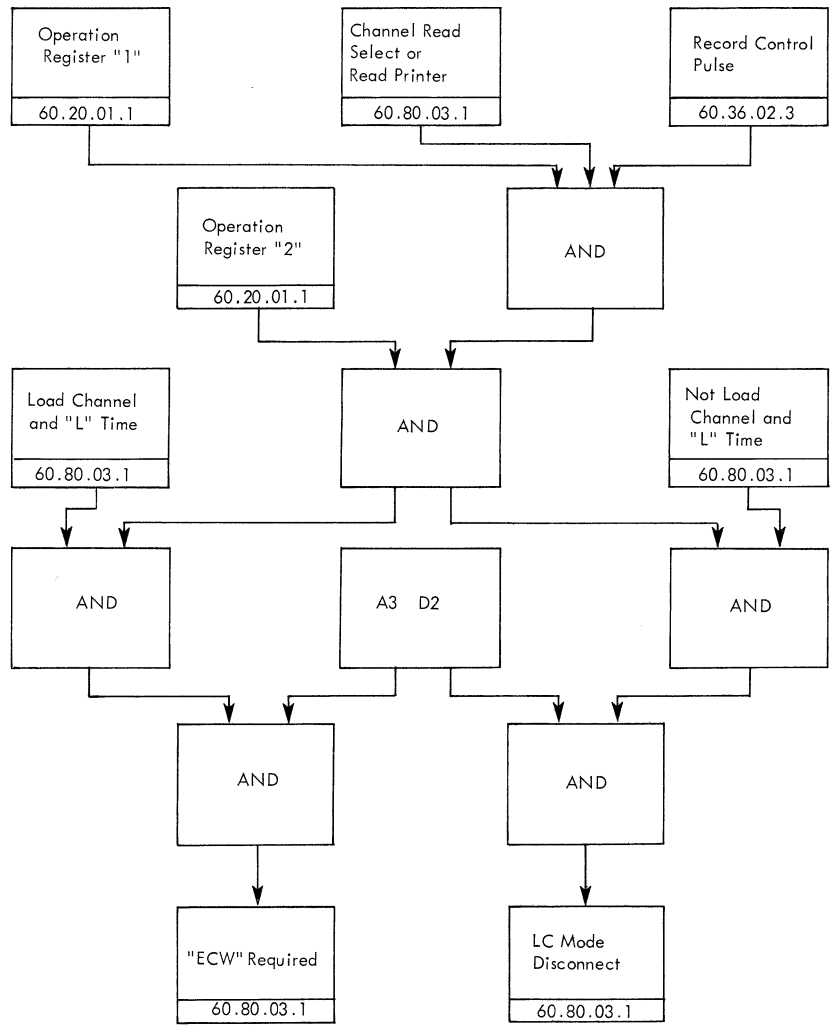 Operation
Register "1"
60.20.01.1
Channel Read
Select or
Read Printer
60.80.03.1
Record Control
Pulse
60.36.02.3
Operation
Register "2"
60.20.01.1
AND
Load Channel
and "L" Time
60.80.03.1
AND
Not Load
Channel and
"L" Time
60.80.03.1
AND
A3 D2
AND
AND
AND
"ECW" Required
60.80.03.1
LC Mode
Disconnect
60.80.03.1